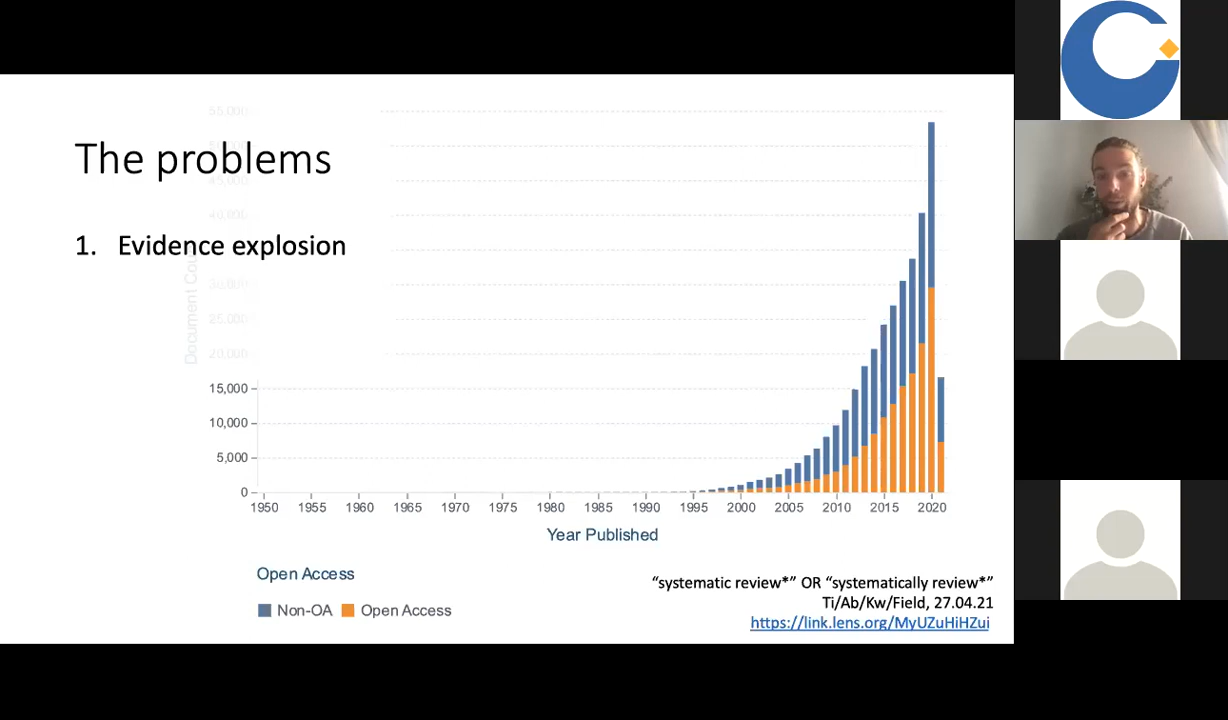 The problems
1. Evidence explosion
55,000
45,000
40,000
30,000
25,000
20,000
15,000
10,000
5,000
0
1950 1955 1960 1965 1970 1975 1980 1985 1990 1995 2000 2005 2010 2015 2020
Year Published
Open Access
Non-OA Open Access
“systematic review*” OR “systematically review*”
Ti/Ab/Kw/Field, 27.04.21
https://link.lens.org/MyUZuHiHZui